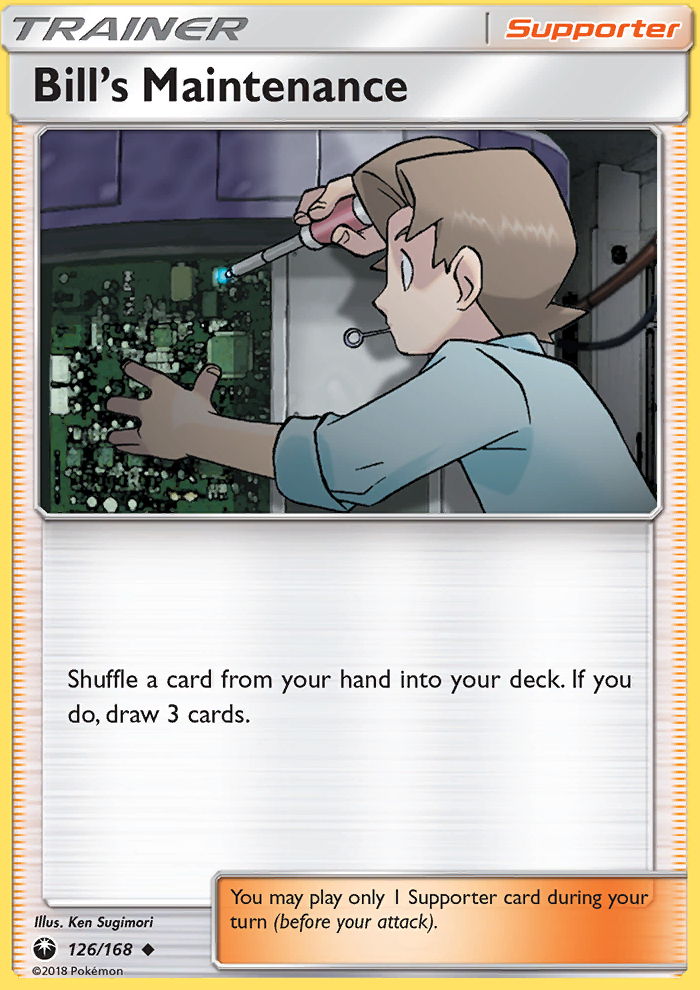 TRAINER
Supporter
Bill's Maintenance
Shuffle a card from your hand into your deck. If you
do, draw 3 cards.
You may play only 1 Supporter card during your
turn (before your attack).
Illus. Ken Sugimori
126/168
©2018 Pokémon